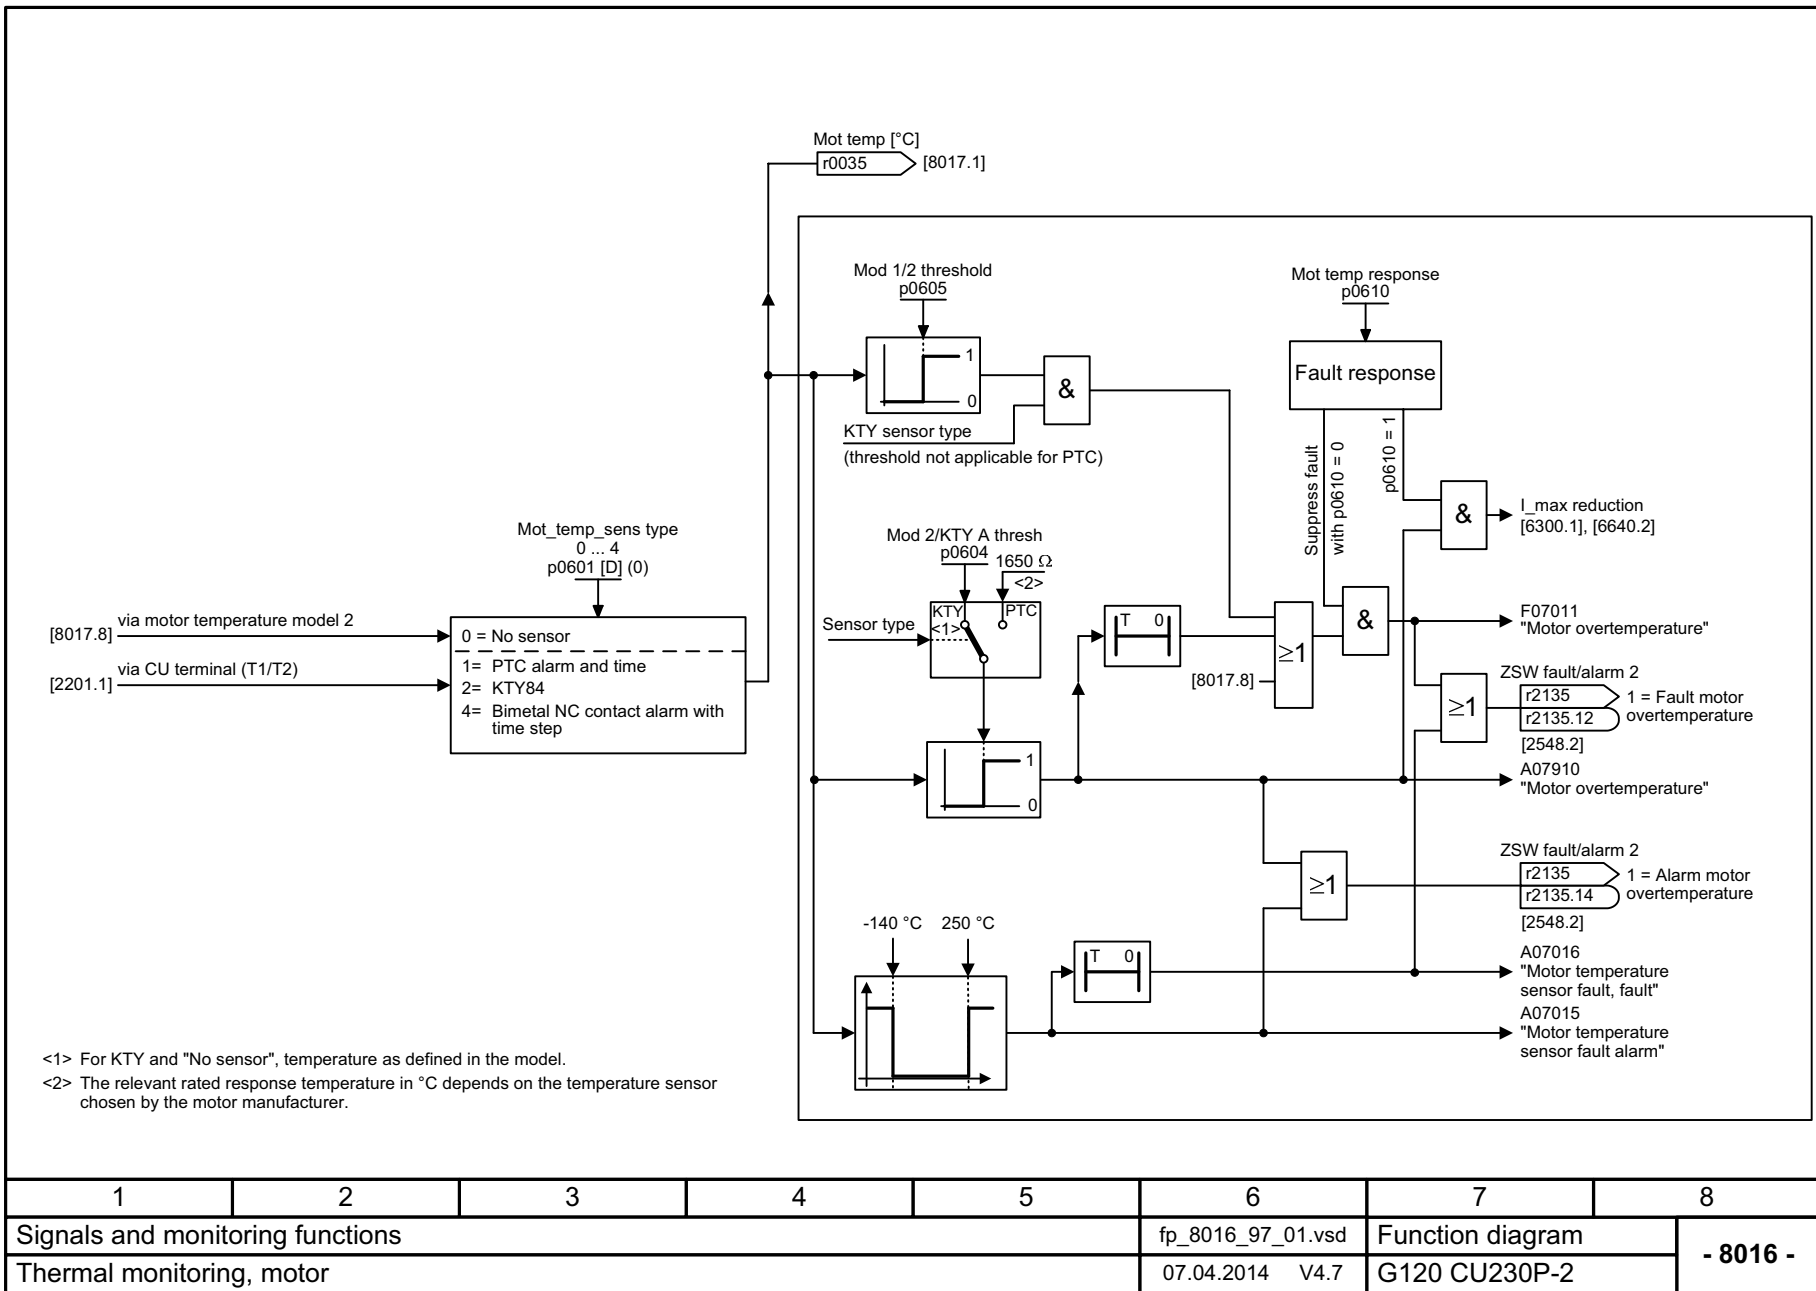 Mot temp [°C]
r0035
[8017.1]
Mod 1/2 threshold
p0605
1
0
&
KTY sensor type
(threshold not applicable for PTC)
Mot temp response
p0610
Fault response
Suppress fault
with p0610 = 0
p0610 = 1
&
I_max reduction
[6300.1], [6640.2]
Mot_temp_sens type
0 ... 4
p0601 [D] (0)
[8017.8]
via motor temperature model 2
[2201.1]
via CU terminal (T1/T2)
0 = No sensor
1= PTC alarm and time
2= KTY84
4= Bimetal NC contact alarm with
time step
Mod 2/KTY A thresh
p0604
1650 Ω
<2>
KTY
<1>
PTC
Sensor type
T 0
[8017.8]
≥1
&
F07011
"Motor overtemperature"
ZSW fault/alarm 2
r2135
r2135.12
1 = Fault motor
overtemperature
[2548.2]
≥1
1
0
A07910
"Motor overtemperature"
≥1
ZSW fault/alarm 2
r2135
r2135.14
1 = Alarm motor
overtemperature
[2548.2]
-140 °C
250 °C
T 0
A07016
"Motor temperature
sensor fault, fault"
A07015
"Motor temperature
sensor fault alarm"
<1> For KTY and "No sensor", temperature as defined in the model.
<2> The relevant rated response temperature in °C depends on the temperature sensor
chosen by the motor manufacturer.
1 2 3 4 5 6 7 8
Signals and monitoring functions
fp_8016_97_01.vsd
Function diagram
- 8016 -
Thermal monitoring, motor
07.04.2014 V4.7
G120 CU230P-2